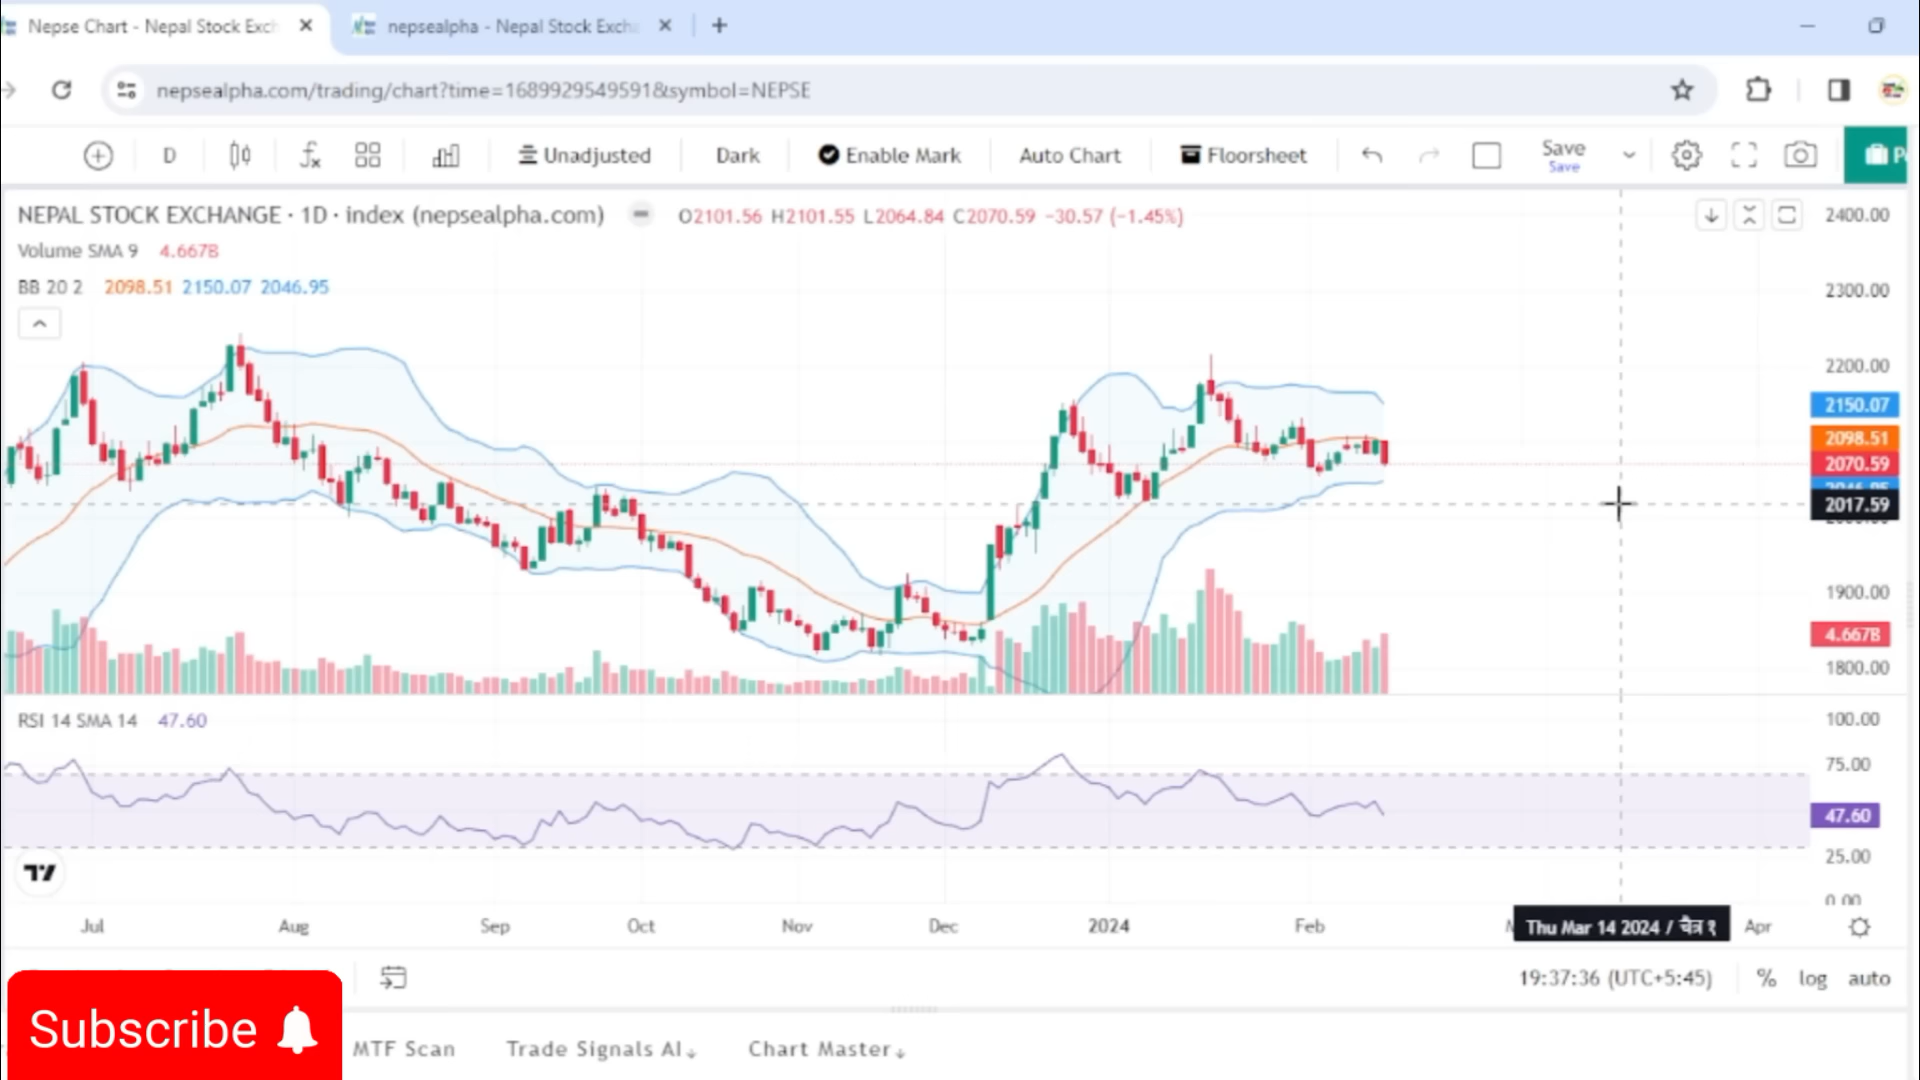 Nepse Chart - Nepal Stock Exch
nepsealpha - Nepal Stock Excha
nepsealpha.com/trading/chart?time=1689929549591&symbol=NEPSE
D Unadjusted Dark Enable Mark Auto Chart Floorsheet Save
Save
NEPAL STOCK EXCHANGE · 1D · index (nepsealpha.com) O2101.56 H2101.55 L2064.84 C2070.59 −30.57 (−1.45%)
Volume SMA 9 4.667B
BB 20 2 2098.51 2150.07 2046.95
2400.00
2300.00
2200.00
2150.07
2098.51
2070.59
2046.95
2017.59
1900.00
4.667B
1800.00
RSI 14 SMA 14 47.60
100.00
75.00
47.60
25.00
0.00
Jul Aug Sep Oct Nov Dec 2024 Feb Thu Mar 14 2024 / चैत्र १ Apr
19:37:36 (UTC+5:45) % log auto
Subscribe
MTF Scan Trade Signals AI Chart Master